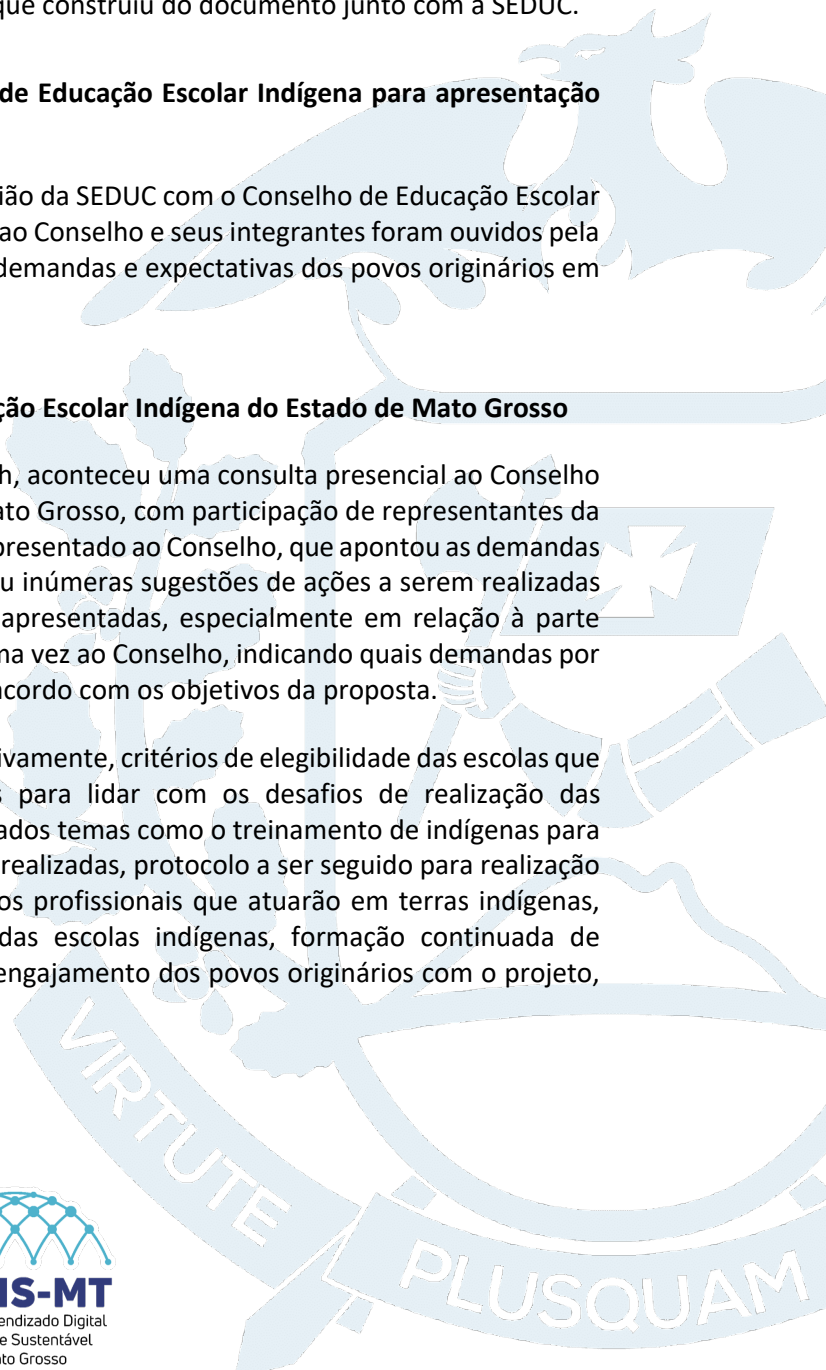 que construiu do documento junto com a SEDUC.
de Educação Escolar Indígena para apresentação
ião da SEDUC com o Conselho de Educação Escolar
ao Conselho e seus integrantes foram ouvidos pela
demandas e expectativas dos povos originários em
ção Escolar Indígena do Estado de Mato Grosso
h, aconteceu uma consulta presencial ao Conselho
ato Grosso, com participação de representantes da
presentado ao Conselho, que apontou as demandas
u inúmeras sugestões de ações a serem realizadas
apresentadas, especialmente em relação à parte
ma vez ao Conselho, indicando quais demandas por
acordo com os objetivos da proposta.
ivamente, critérios de elegibilidade das escolas que
s para lidar com os desafios de realização das
ados temas como o treinamento de indígenas para
realizadas, protocolo a ser seguido para realização
os profissionais que atuarão em terras indígenas,
das escolas indígenas, formação continuada de
engajamento dos povos originários com o projeto,
VIRTUTE
PLUSQUAM
IS-MT
endizado Digital
e Sustentável
ato Grosso